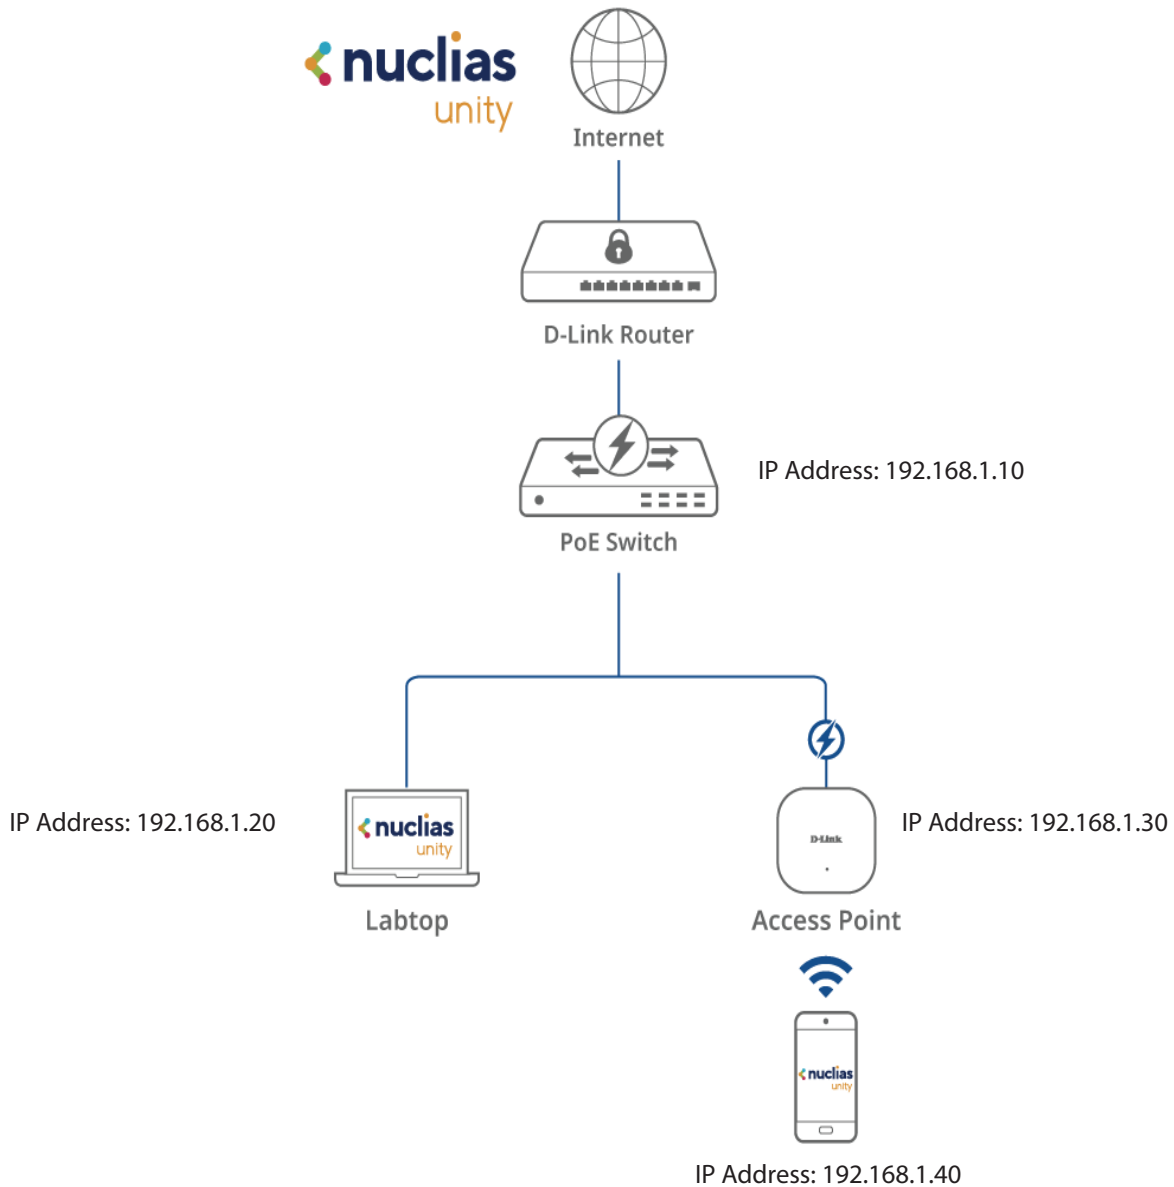 nuclias
unity
Internet
D-Link Router
IP Address: 192.168.1.10
PoE Switch
IP Address: 192.168.1.20
nuclias
unity
D-Link
IP Address: 192.168.1.30
Labtop
Access Point
nuclias
unity
IP Address: 192.168.1.40